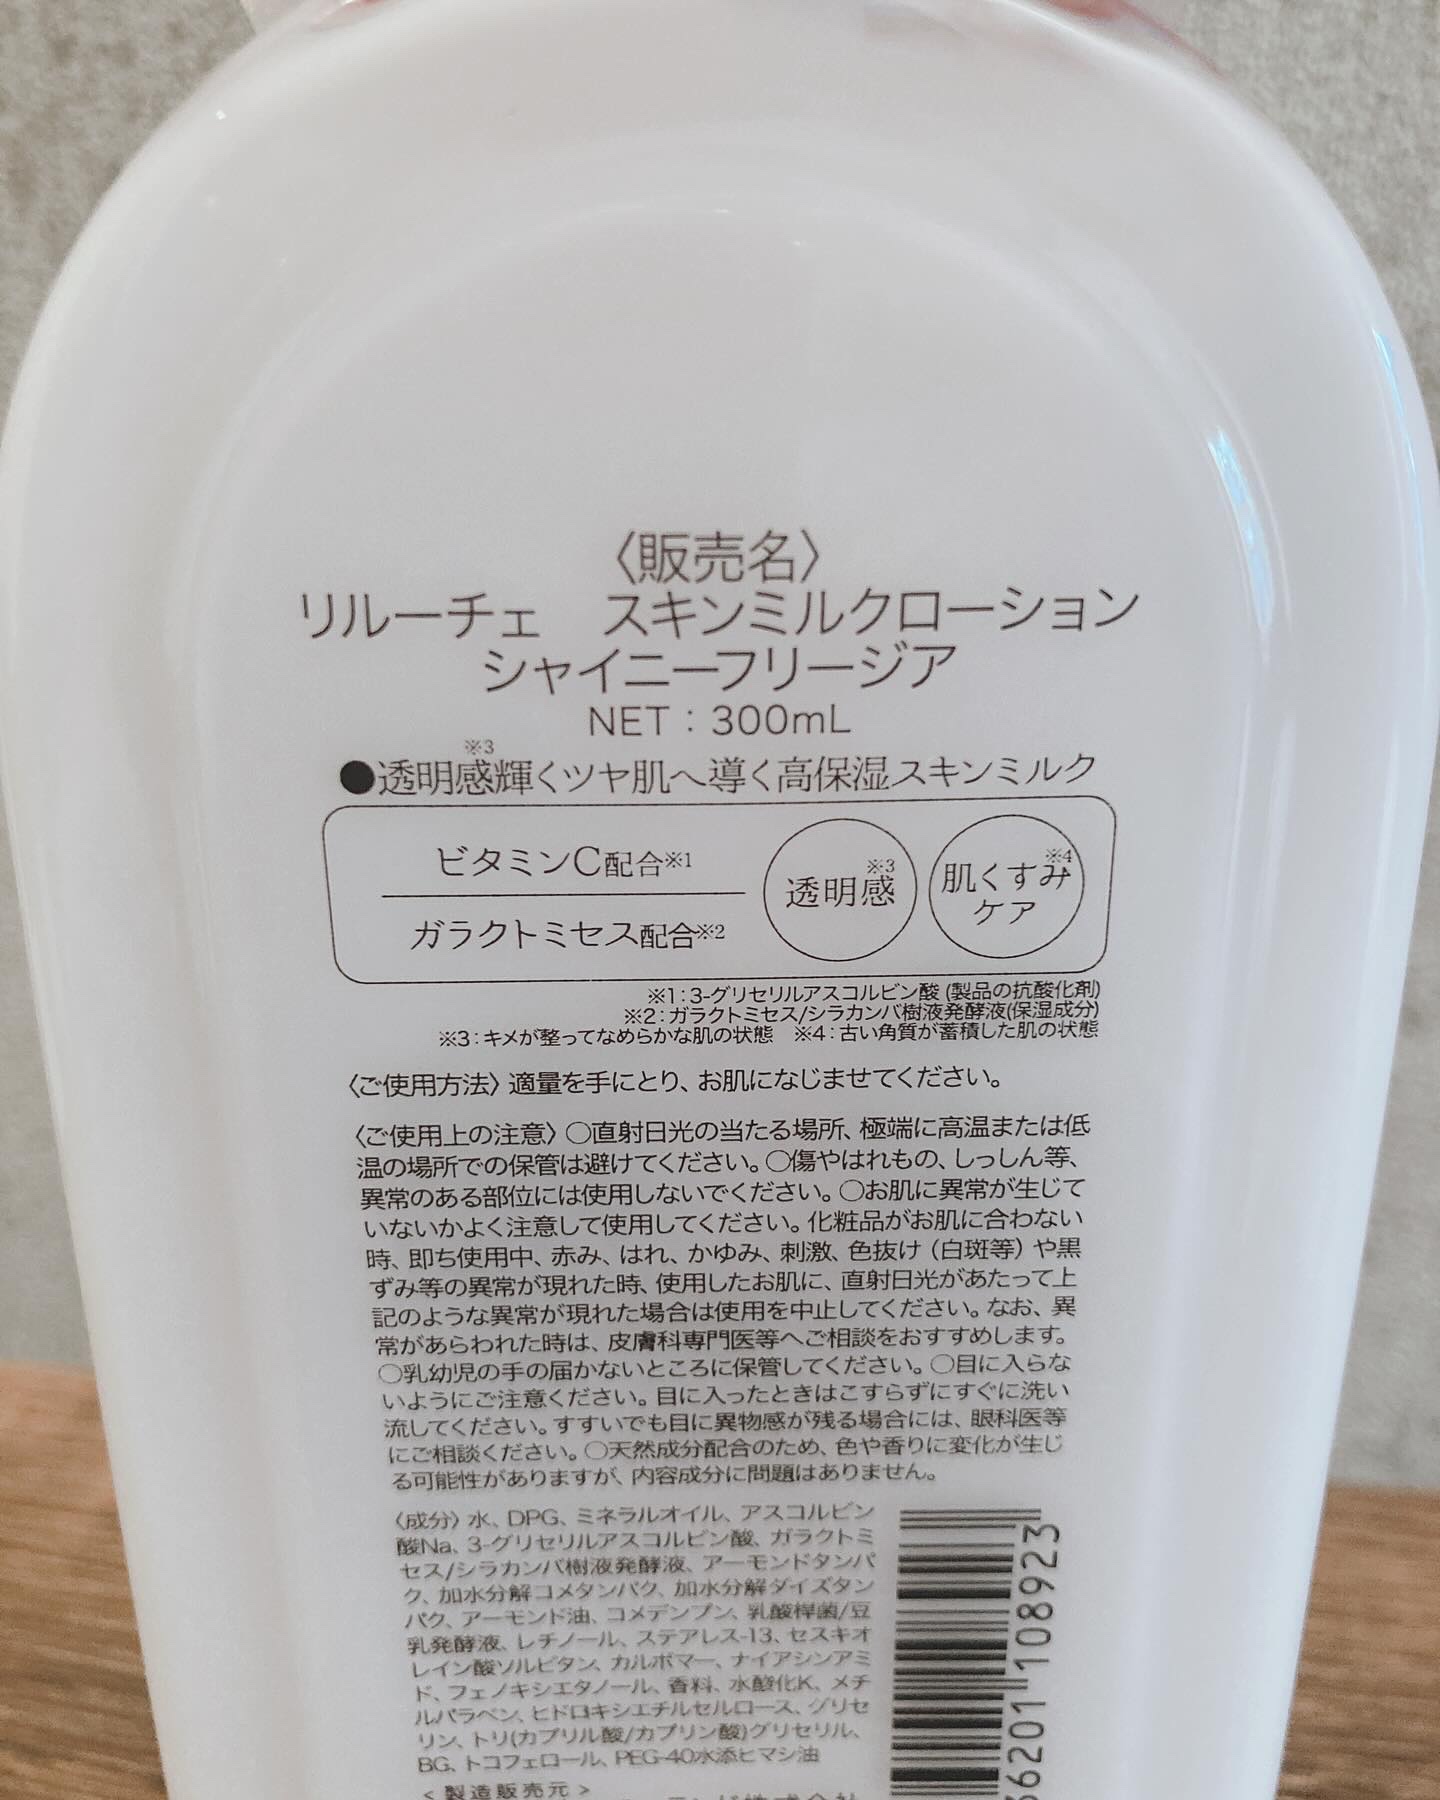 〈販売名〉
リルーチェ　スキンミルクローション
シャイニーフリージア
NET：300mL
●透明感※3輝くツヤ肌へ導く高保湿スキンミルク
ビタミンC配合※1
ガラクトミセス配合※2
透明感※3
肌くすみ※4
ケア
※1：3-グリセリルアスコルビン酸 (製品の抗酸化剤)
※2：ガラクトミセス/シラカンバ樹液発酵液(保湿成分)
※3：キメが整ってなめらかな肌の状態　※4：古い角質が蓄積した肌の状態
〈ご使用方法〉適量を手にとり、お肌になじませてください。
〈ご使用上の注意〉○直射日光の当たる場所、極端に高温または低
温の場所での保管は避けてください。○傷やはれもの、しっしん等、
異常のある部位には使用しないでください。○お肌に異常が生じて
いないかよく注意して使用してください。化粧品がお肌に合わない
時、即ち使用中、赤み、はれ、かゆみ、刺激、色抜け（白斑等）や黒
ずみ等の異常が現れた時、使用したお肌に、直射日光があたって上
記のような異常が現れた場合は使用を中止してください。なお、異
常があらわれた時は、皮膚科専門医等へご相談をおすすめします。
○乳幼児の手の届かないところに保管してください。○目に入らな
いようにご注意ください。目に入ったときはこすらずにすぐに洗い
流してください。すすいでも目に異物感が残る場合には、眼科医等
にご相談ください。○天然成分配合のため、色や香りに変化が生じ
る可能性がありますが、内容成分に問題はありません。
〈成分〉水、DPG、ミネラルオイル、アスコルビン
酸Na、3-グリセリルアスコルビン酸、ガラクトミ
セス/シラカンバ樹液発酵液、アーモンドタンパ
ク、加水分解コメタンパク、加水分解ダイズタン
パク、アーモンド油、コメデンプン、乳酸桿菌/豆
乳発酵液、レチノール、ステアレス-13、セスキオ
レイン酸ソルビタン、カルボマー、ナイアシンアミ
ド、フェノキシエタノール、香料、水酸化K、メチ
ルパラベン、ヒドロキシエチルセルロース、グリセ
リン、トリ(カプリル酸/カプリン酸)グリセリル、
BG、トコフェロール、PEG-40水添ヒマシ油
<製造販売元>
株式会社
6201 108923